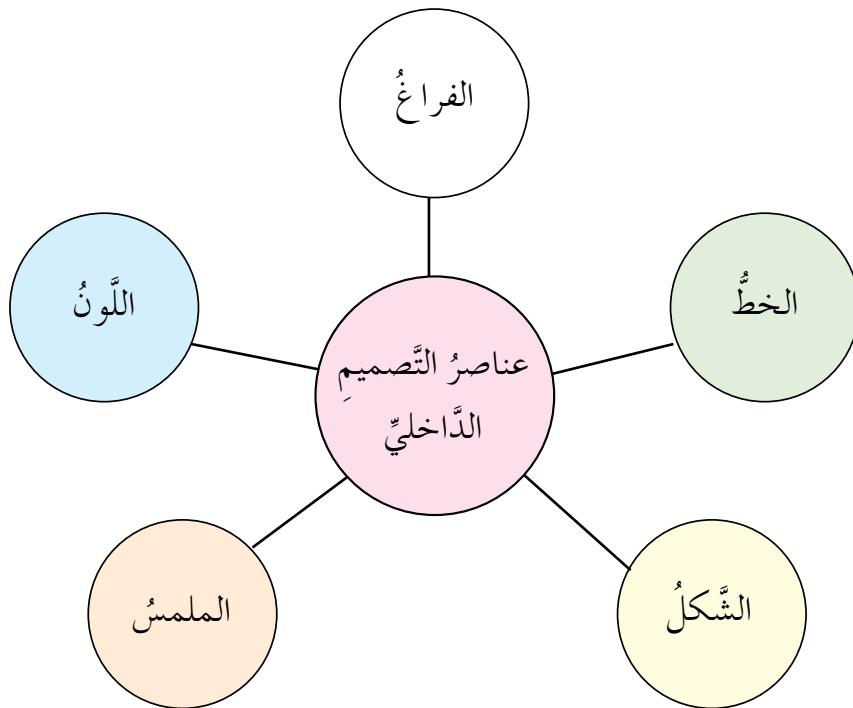 الفراغُ
الخطُّ
اللَّونُ
عناصرُ التَّصميمِ
الدَّاخليِّ
الشَّكلُ
الملمسُ